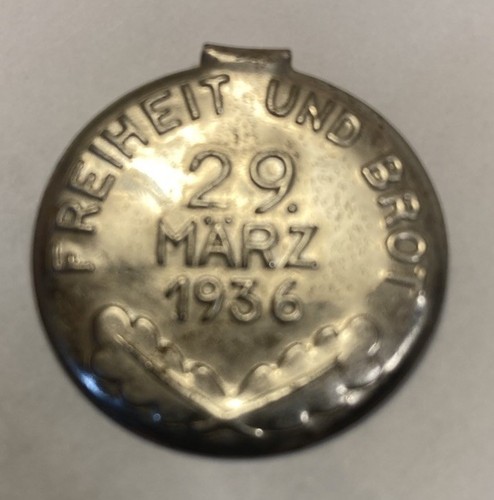 FREIHEIT UND BROT
29.
MÄRZ
1936